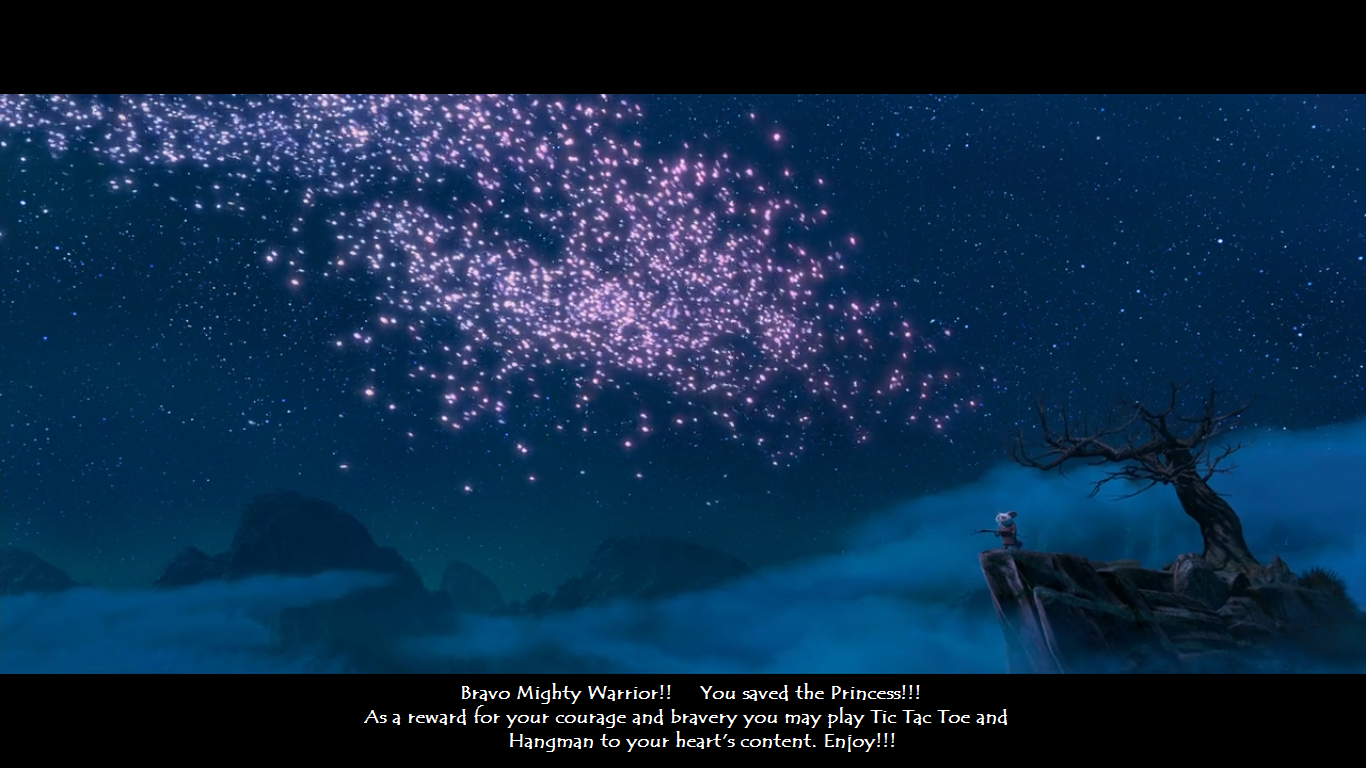 Bravo Mighty Warrior!! You saved the Princess!!!
As a reward for your courage and bravery you may play Tic Tac Toe and
Hangman to your heart's content. Enjoy!!!